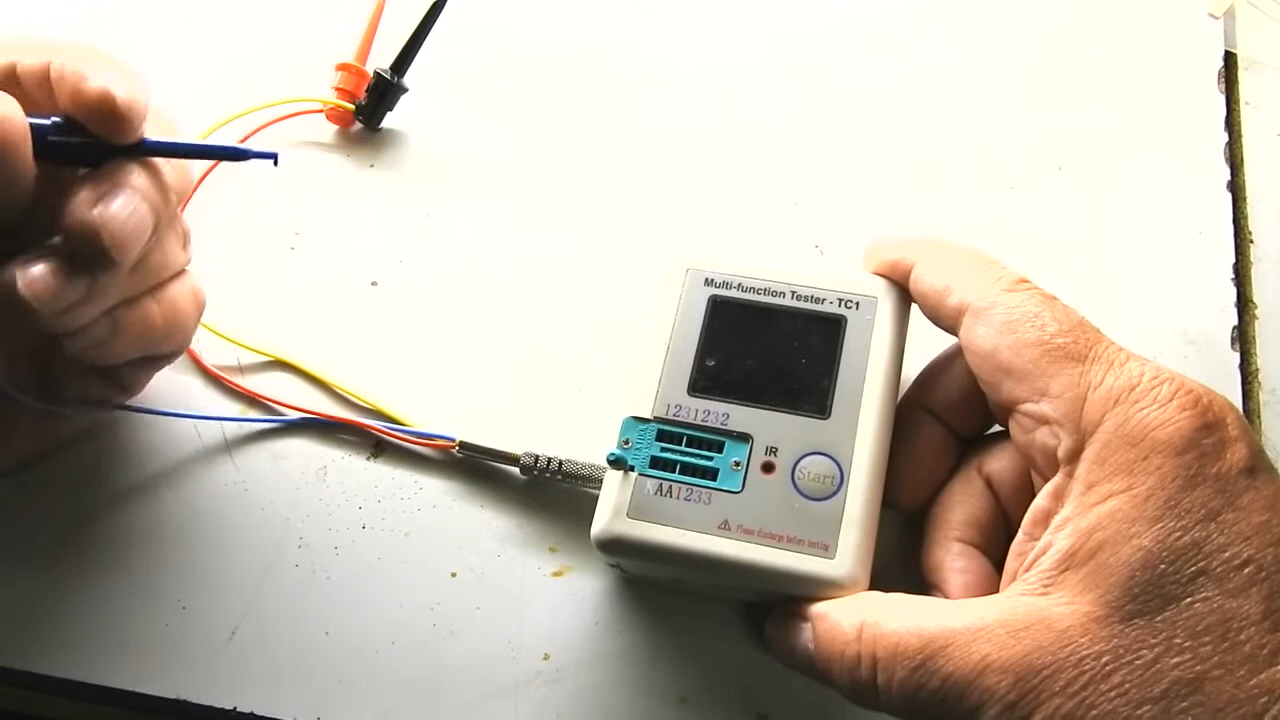 Multi-function Tester - TC1
1231232
IR
Start
KAA1233
Please discharge before testing